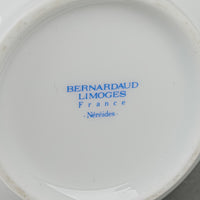 BERNARDAUD
LIMOGES
France
- Néréides -